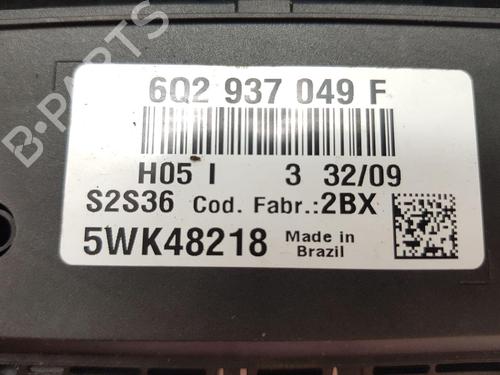 6Q2 937 049 F
H05 I 3 32/09
S2S36 Cod. Fabr.:2BX
5WK48218 Made in
Brazil
B-PARTS